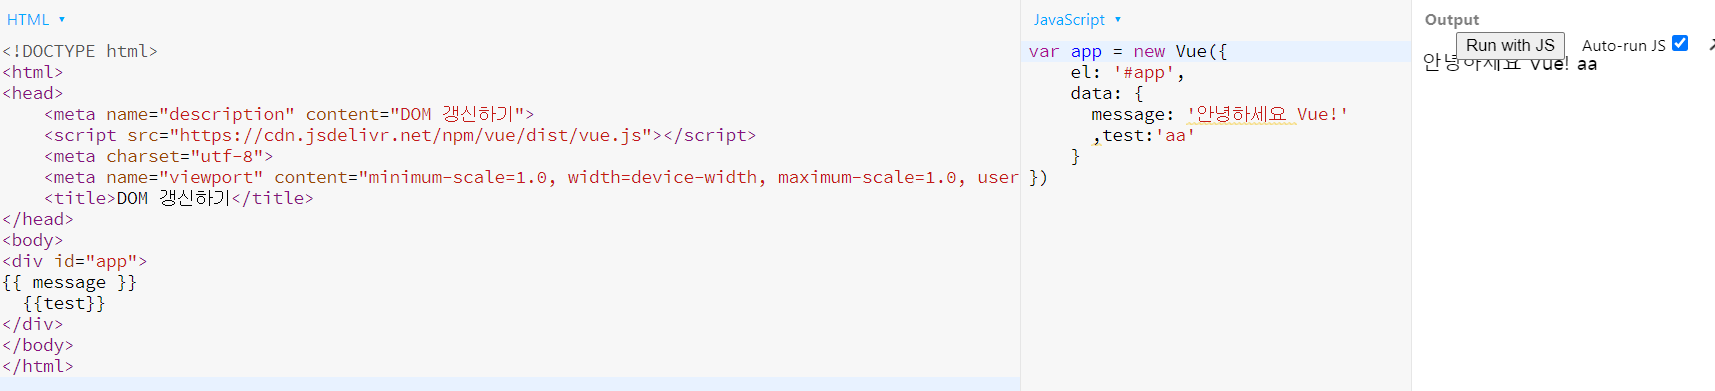 HTML ▾
<!DOCTYPE html>
<html>
<head>
    <meta name="description" content="DOM 갱신하기">
    <script src="https://cdn.jsdelivr.net/npm/vue/dist/vue.js"></script>
    <meta charset="utf-8">
    <meta name="viewport" content="minimum-scale=1.0, width=device-width, maximum-scale=1.0, user
    <title>DOM 갱신하기</title>
</head>
<body>
<div id="app">
{{ message }}
  {{test}}
</div>
</body>
</html>
JavaScript ▾
var app = new Vue({
    el: '#app',
    data: {
      message: '안녕하세요 Vue!'
      ,test:'aa'
    }
})
Output
Run with JS Auto-run JS
안녕하세요 Vue! aa